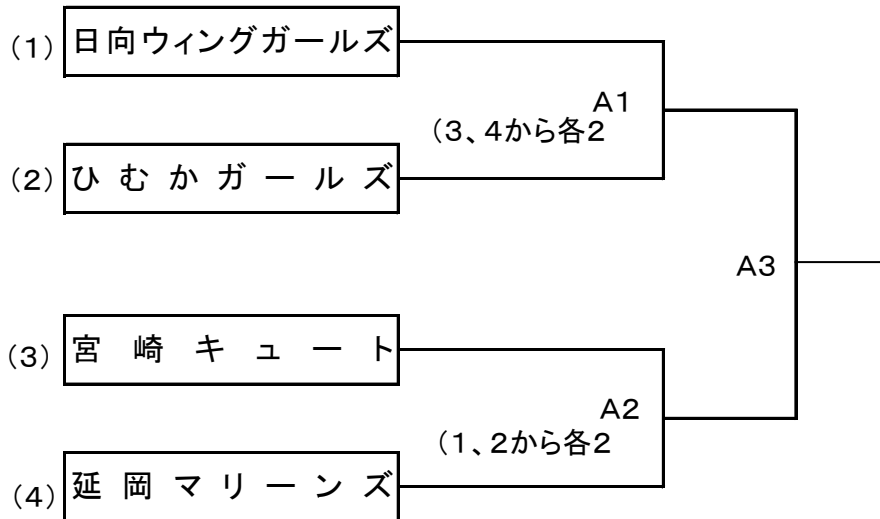 (1) 日向ウィングガールズ
A1
(3、4から各2
(2) ひむかガールズ
A3
(3) 宮崎キュート
A2
(1、2から各2
(4) 延岡マリーンズ